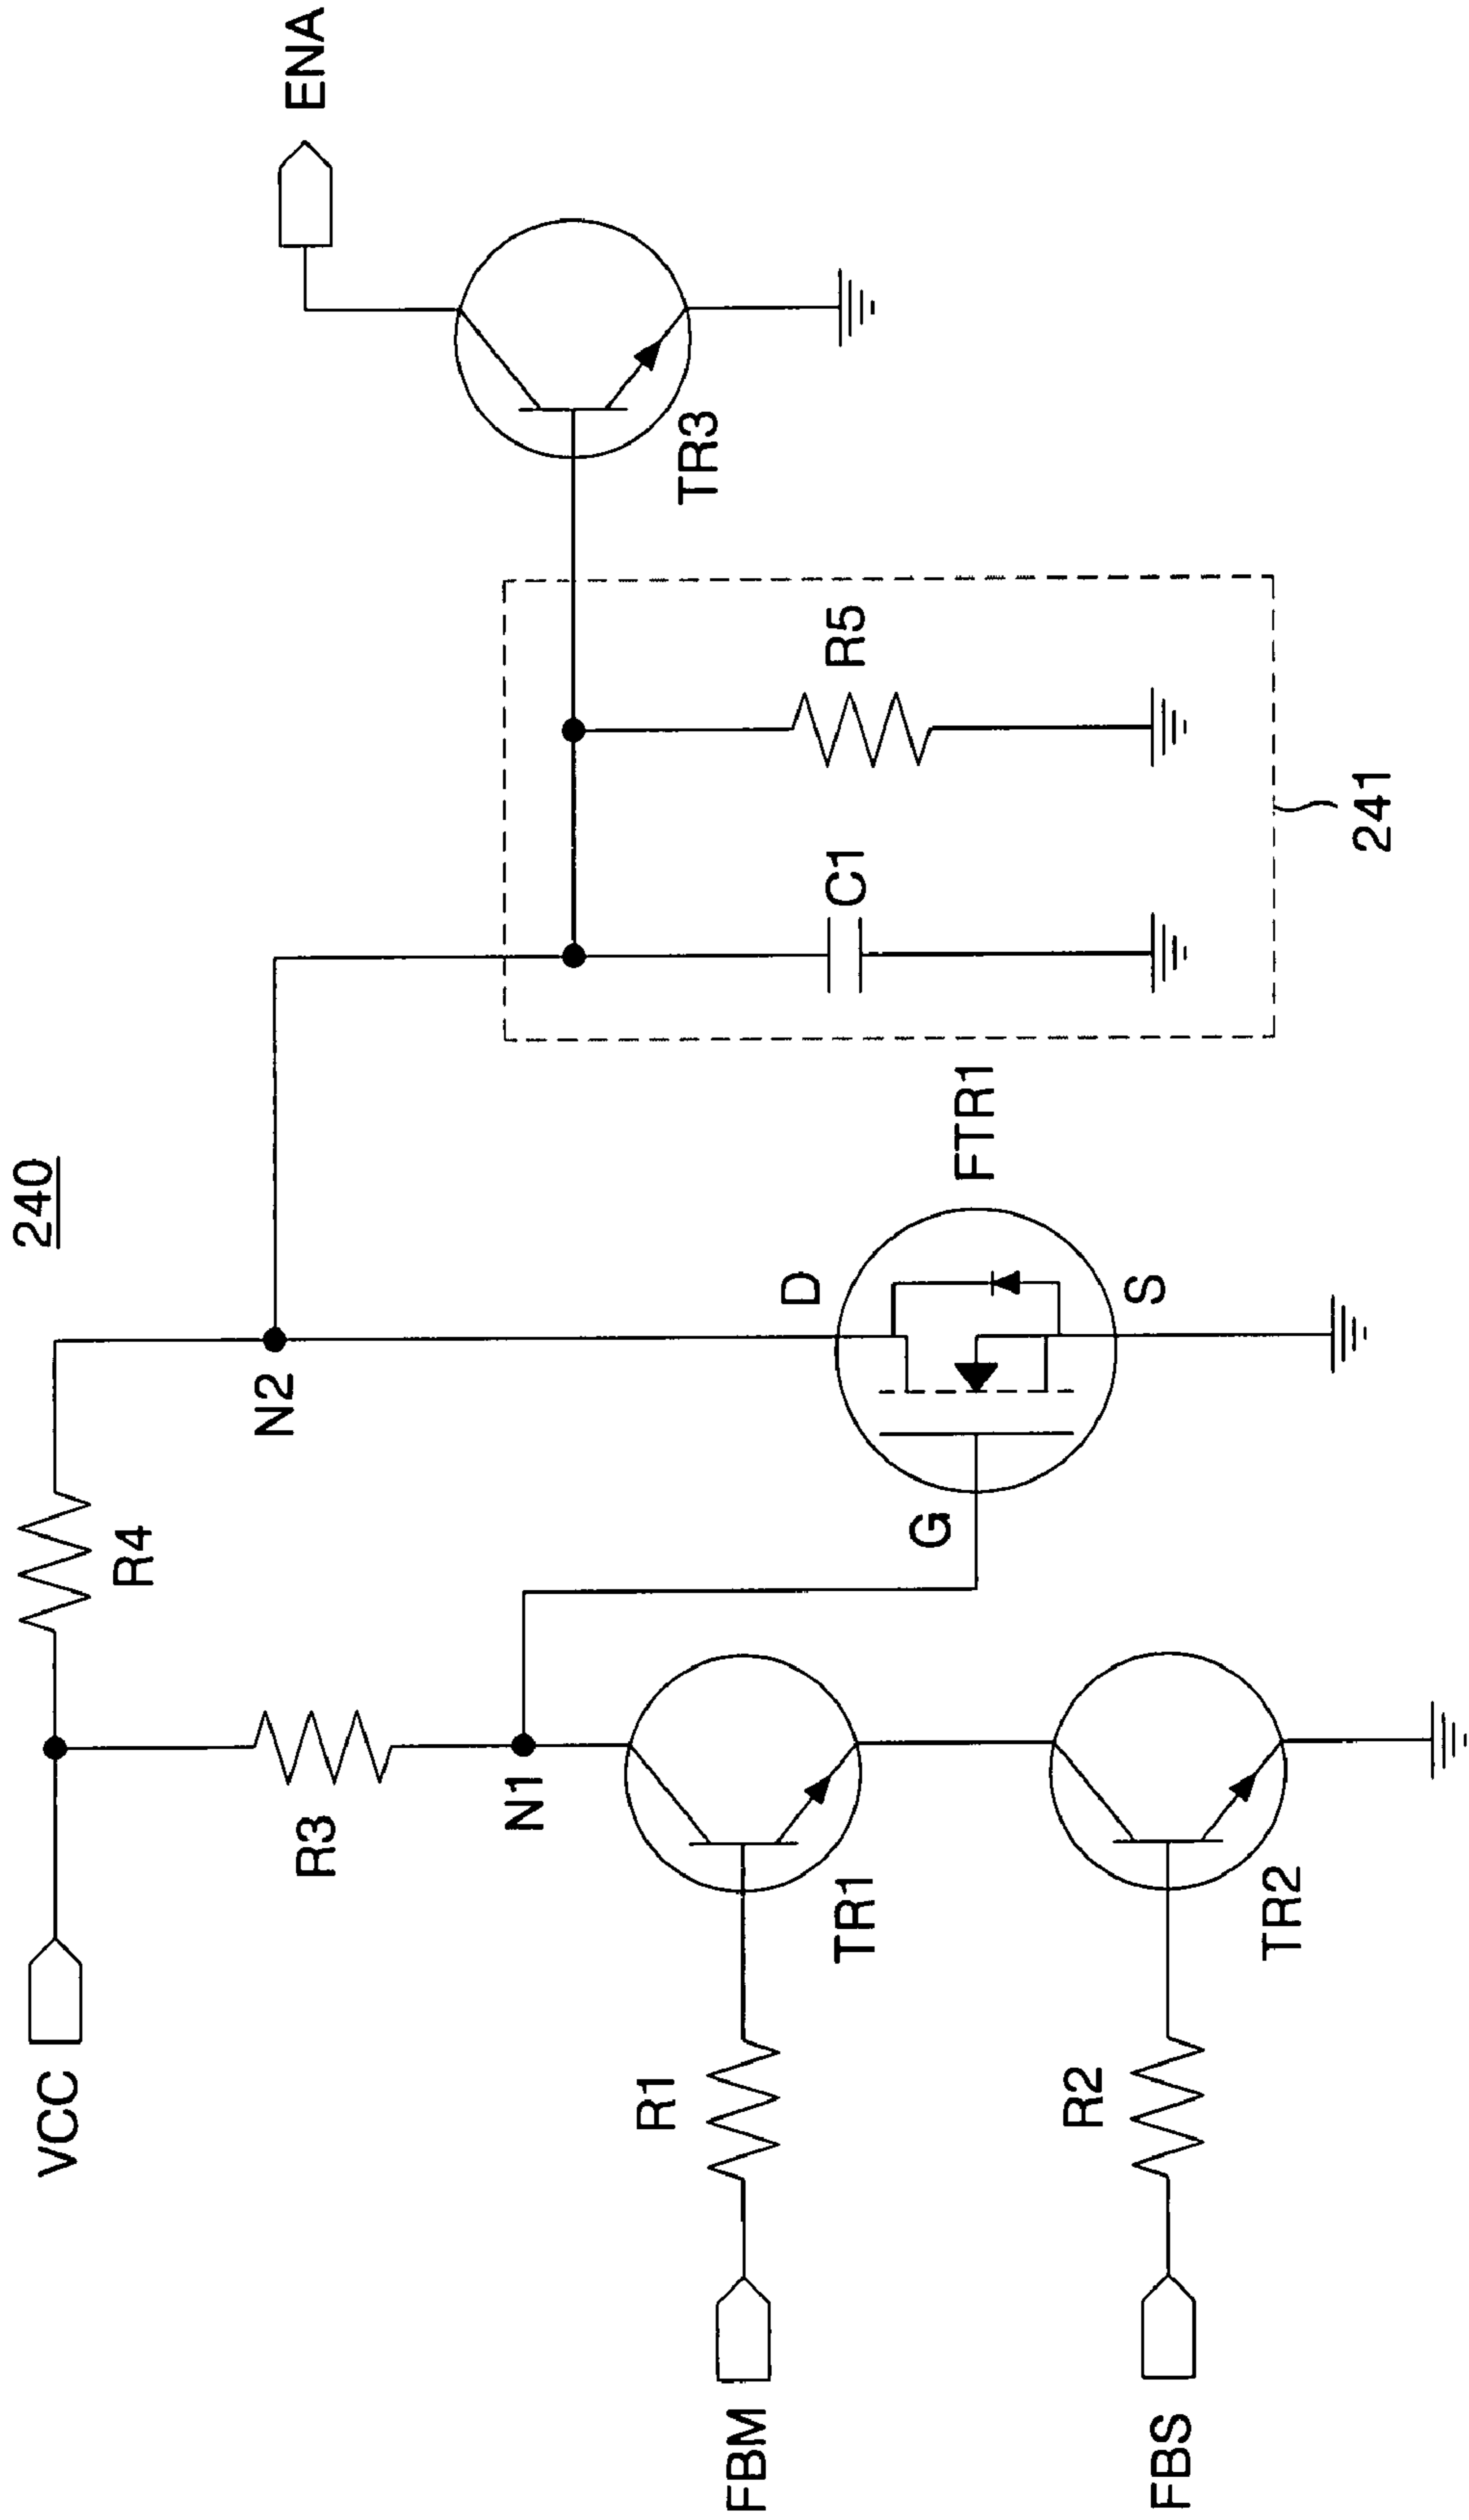 240
VCC
R4
N2
ENA
R3
N1
TR3
R1
TR1
G
D
S
FTR1
C1
R5
241
FBM
R2
TR2
FBS